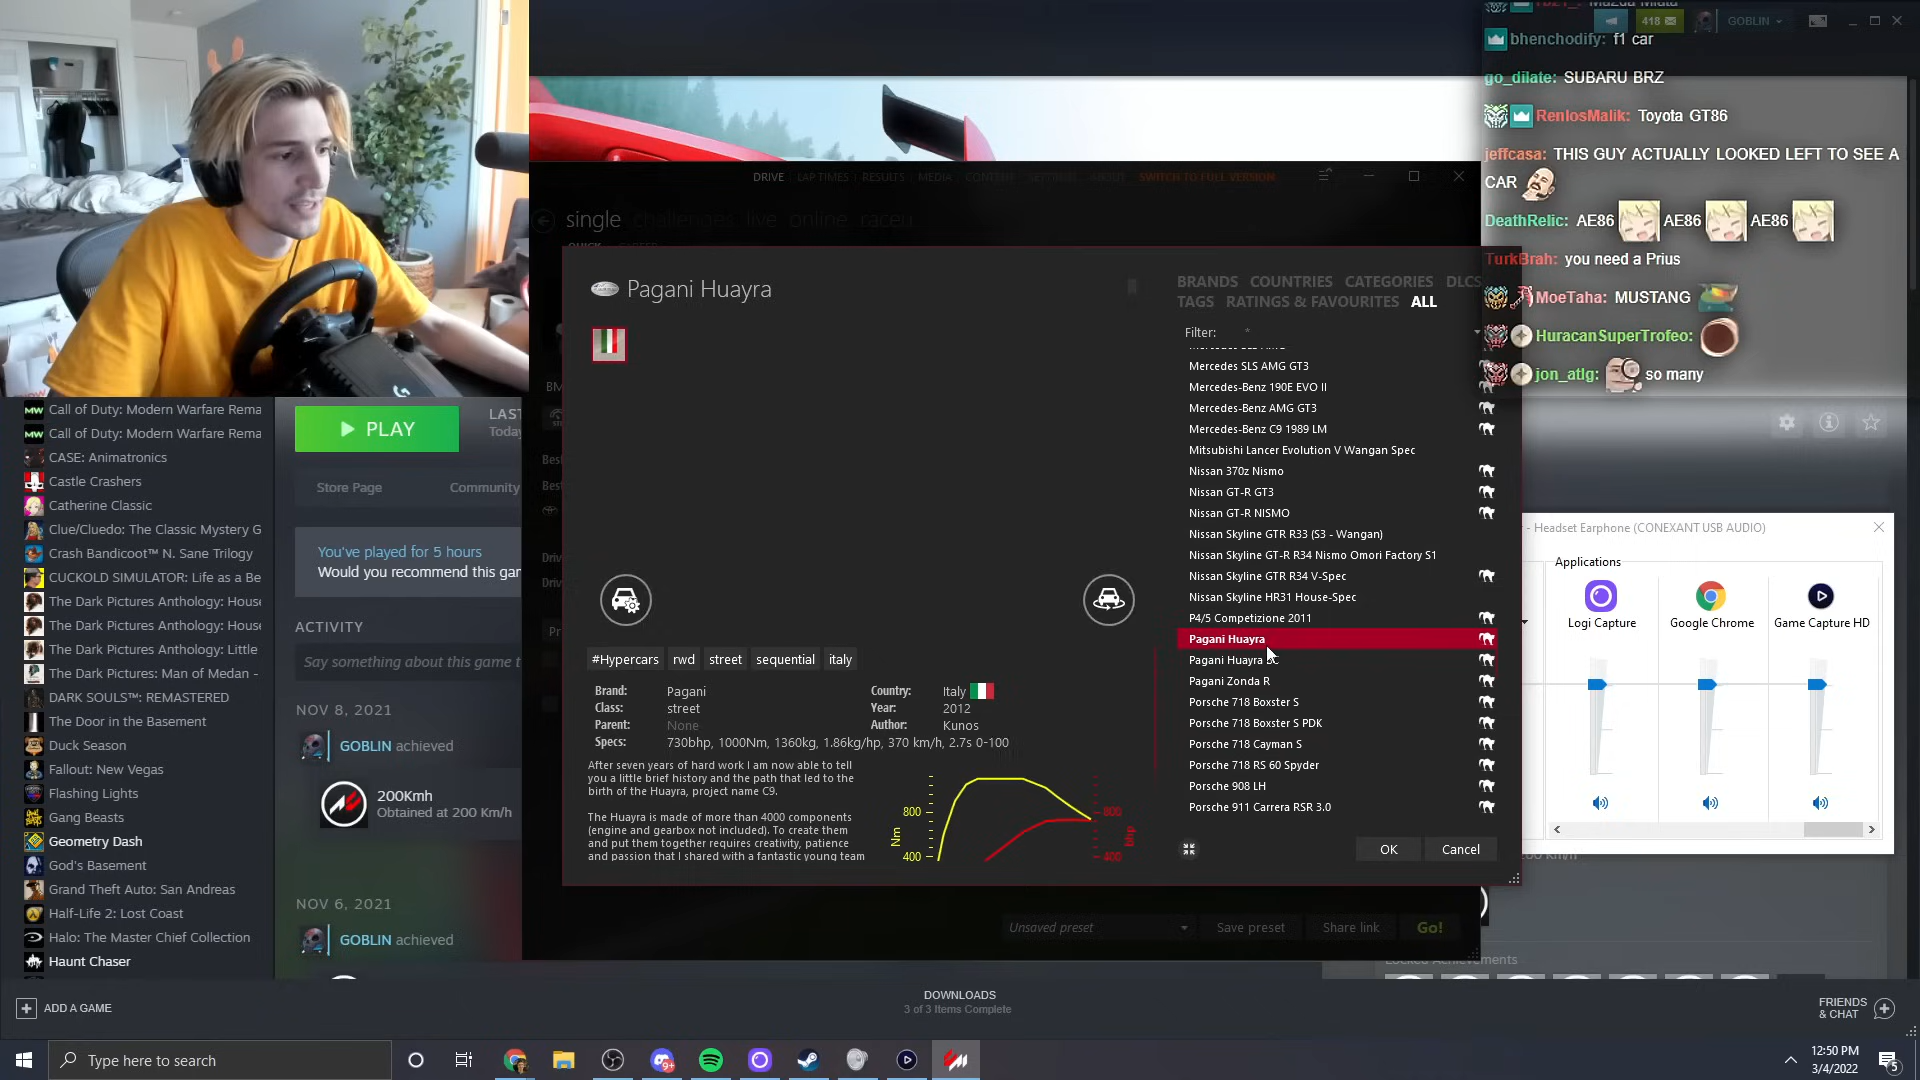 Mazda Miata
418
GOBLIN
bhenchodify: f1 car
go_dilate: SUBARU BRZ
RenlosMalik: Toyota GT86
jeffcasa: THIS GUY ACTUALLY LOOKED LEFT TO SEE A
CAR
DeathRelic: AE86 AE86 AE86
TurkBrah: you need a Prius
MoeTaha: MUSTANG
HuracanSuperTrofeo:
jon_atlg: so many
DRIVE LAP TIMES RESULTS MEDIA SWITCH TO FULL VERSION
single challenges live online raceu
QUICK
Pagani Huayra
BRANDS COUNTRIES CATEGORIES DLCS
TAGS RATINGS & FAVOURITES ALL
Filter: *
Mercedes SLS AMG GT3
Mercedes-Benz 190E EVO II
Mercedes-Benz AMG GT3
Mercedes-Benz C9 1989 LM
Mitsubishi Lancer Evolution V Wangan Spec
Nissan 370z Nismo
Nissan GT-R GT3
Nissan GT-R NISMO
Nissan Skyline GTR R33 (S3 - Wangan)
Nissan Skyline GT-R R34 Nismo Omori Factory S1
Nissan Skyline GTR R34 V-Spec
Nissan Skyline HR31 House-Spec
P4/5 Competizione 2011
Pagani Huayra
Pagani Huayra BC
Pagani Zonda R
Porsche 718 Boxster S
Porsche 718 Boxster S PDK
Porsche 718 Cayman S
Porsche 718 RS 60 Spyder
Porsche 908 LH
Porsche 911 Carrera RSR 3.0
OK
Cancel
#Hypercars rwd street sequential italy
Brand: Pagani
Class: street
Parent: None
Specs: 730bhp, 1000Nm, 1360kg, 1.86kg/hp, 370 km/h, 2.7s 0-100
Country: Italy
Year: 2012
Author: Kunos
After seven years of hard work I am now able to tell
you a little brief history and the path that led to the
birth of the Huayra, project name C9.
The Huayra is made of more than 4000 components
(engine and gearbox not included). To create them
and put them together requires creativity, patience
and passion that I shared with a fantastic young team
800
Nm
400
800
bhp
400
Unsaved preset
Save preset
Share link
Go!
Call of Duty: Modern Warfare Rema
Call of Duty: Modern Warfare Rema
CASE: Animatronics
Castle Crashers
Catherine Classic
Clue/Cluedo: The Classic Mystery G
Crash Bandicoot™ N. Sane Trilogy
CUCKOLD SIMULATOR: Life as a Be
The Dark Pictures Anthology: House
The Dark Pictures Anthology: House
The Dark Pictures Anthology: Little
The Dark Pictures: Man of Medan -
DARK SOULS™: REMASTERED
The Door in the Basement
Duck Season
Fallout: New Vegas
Flashing Lights
Gang Beasts
Geometry Dash
God's Basement
Grand Theft Auto: San Andreas
Half-Life 2: Lost Coast
Halo: The Master Chief Collection
Haunt Chaser
PLAY
LAST
Today
Store Page
Community
You've played for 5 hours
Would you recommend this gam
ACTIVITY
Say something about this game t
NOV 8, 2021
GOBLIN achieved
200Kmh
Obtained at 200 Km/h
NOV 6, 2021
GOBLIN achieved
- Headset Earphone (CONEXANT USB AUDIO)
Applications
Logi Capture
Google Chrome
Game Capture HD
Locked Achievements
ADD A GAME
DOWNLOADS
3 of 3 Items Complete
FRIENDS
& CHAT
Type here to search
9+
12:50 PM
3/4/2022
5